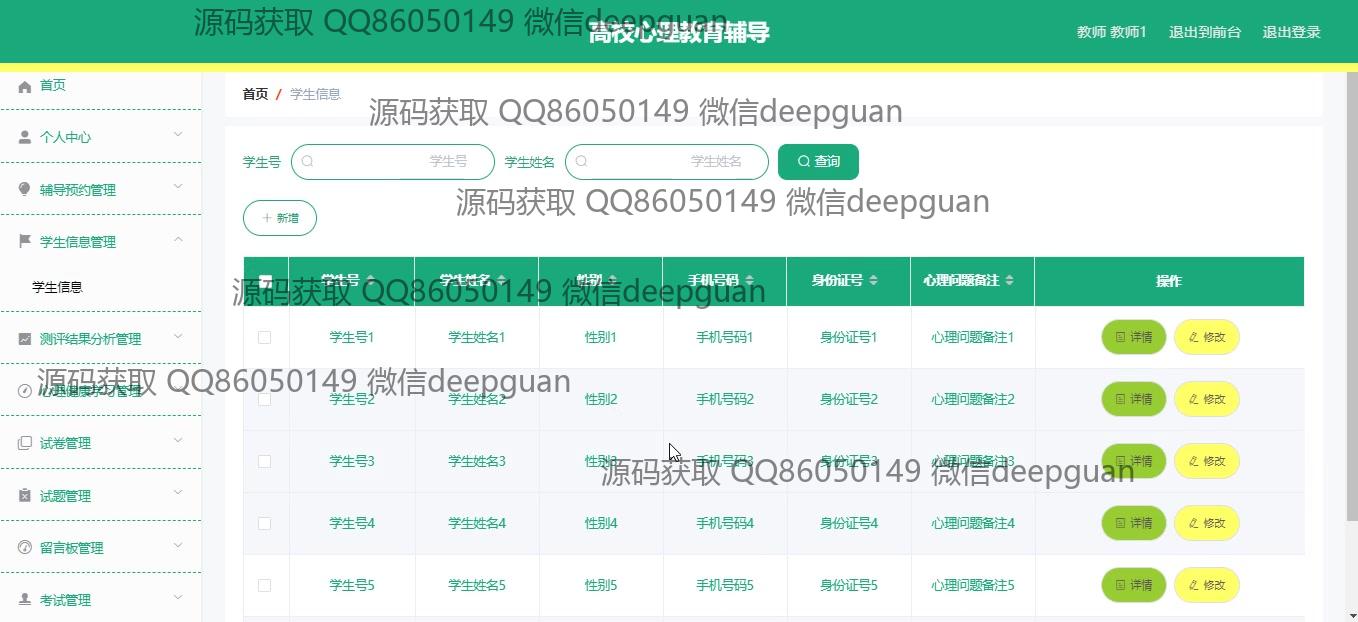 源码获取 QQ86050149 微信deepguan
高校心理教育辅导
教师 教师1 退出到前台 退出登录
首页
个人中心
辅导预约管理
学生信息管理
学生信息
测评结果分析管理
心理健康学习管理
试卷管理
试题管理
留言板管理
考试管理
首页 / 学生信息
源码获取 QQ86050149 微信deepguan
学生号 学生号 学生姓名 学生姓名 查询
源码获取 QQ86050149 微信deepguan
新增
学生号 学生姓名 性别 手机号码 身份证号 心理问题备注 操作
源码获取 QQ86050149 微信deepguan
学生号1 学生姓名1 性别1 手机号码1 身份证号1 心理问题备注1 详情 修改
源码获取 QQ86050149 微信deepguan
学生号2 学生姓名2 性别2 手机号码2 身份证号2 心理问题备注2 详情 修改
学生号3 学生姓名3 性别3 手机号码3 身份证号3 心理问题备注3 详情 修改
源码获取 QQ86050149 微信deepguan
学生号4 学生姓名4 性别4 手机号码4 身份证号4 心理问题备注4 详情 修改
学生号5 学生姓名5 性别5 手机号码5 身份证号5 心理问题备注5 详情 修改